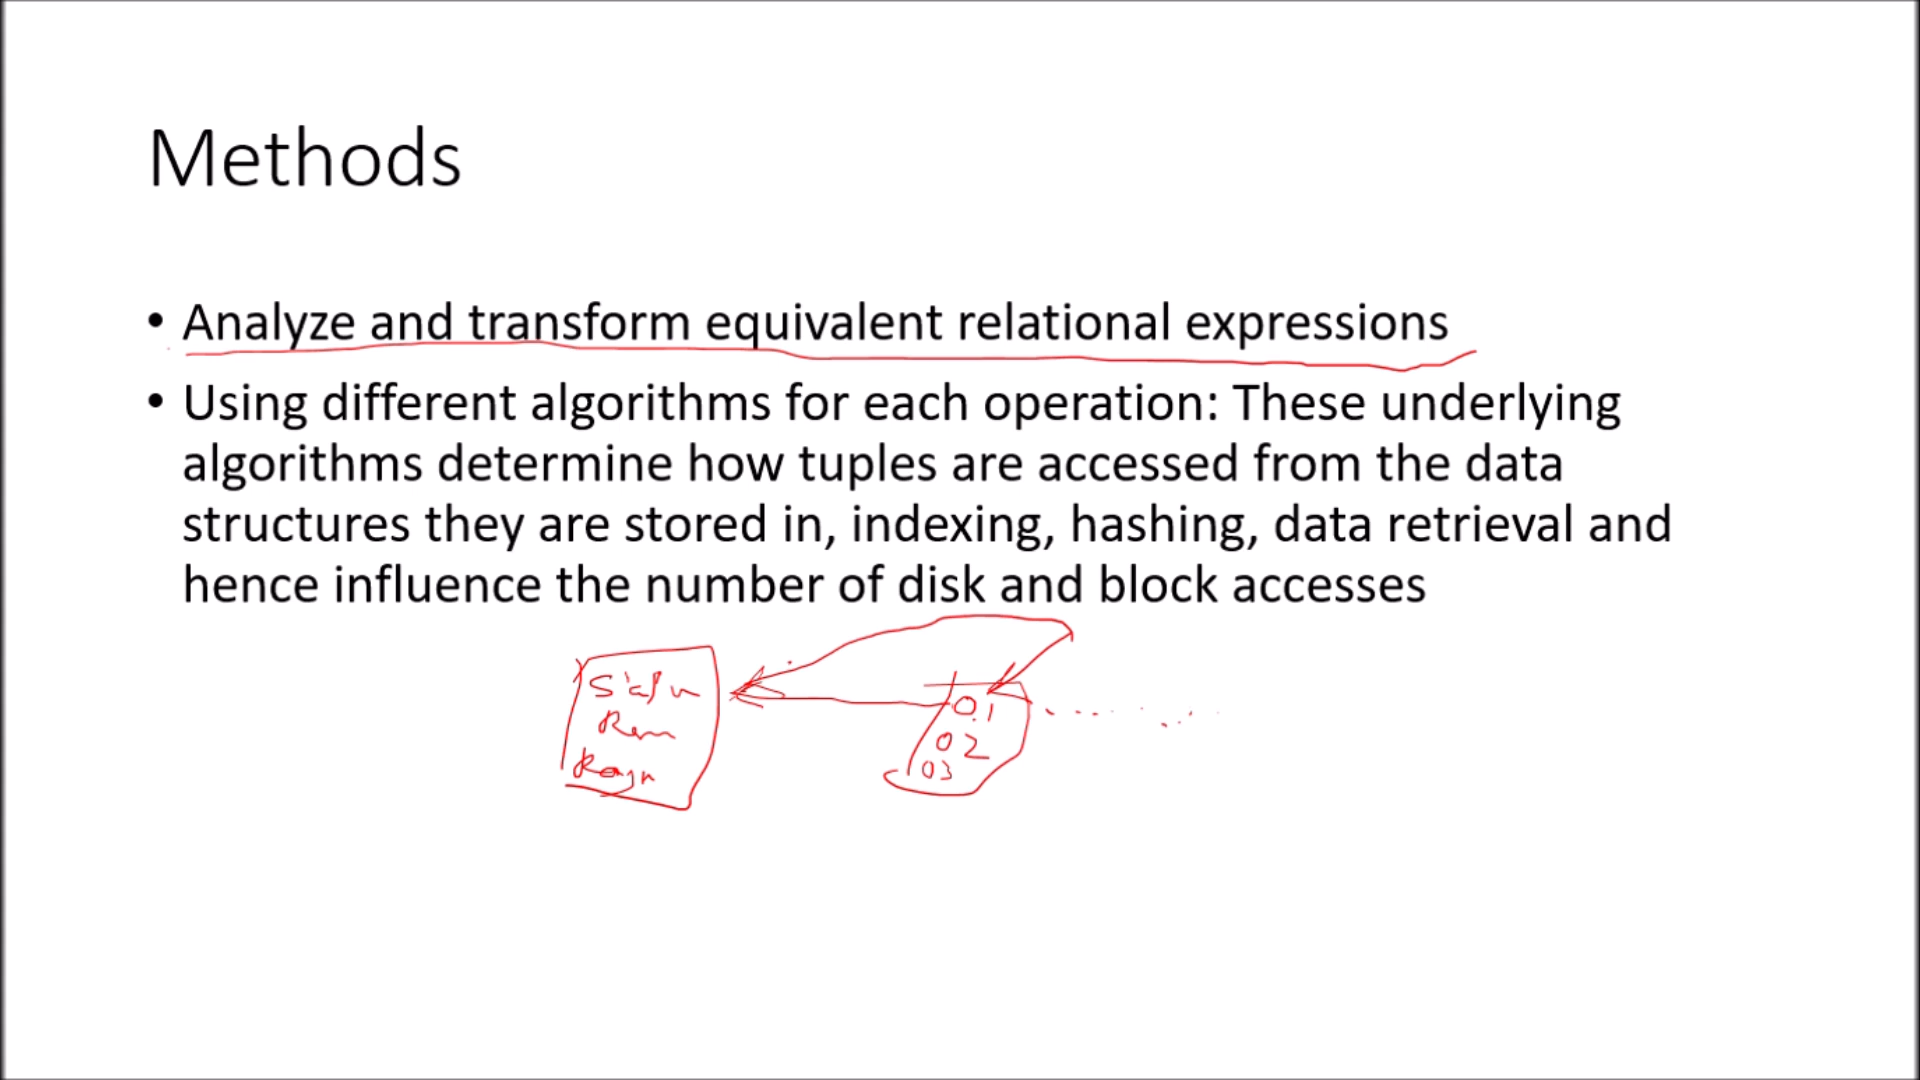 Methods
• Analyze and transform equivalent relational expressions
• Using different algorithms for each operation: These underlying
algorithms determine how tuples are accessed from the data
structures they are stored in, indexing, hashing, data retrieval and
hence influence the number of disk and block accesses
01
02
03